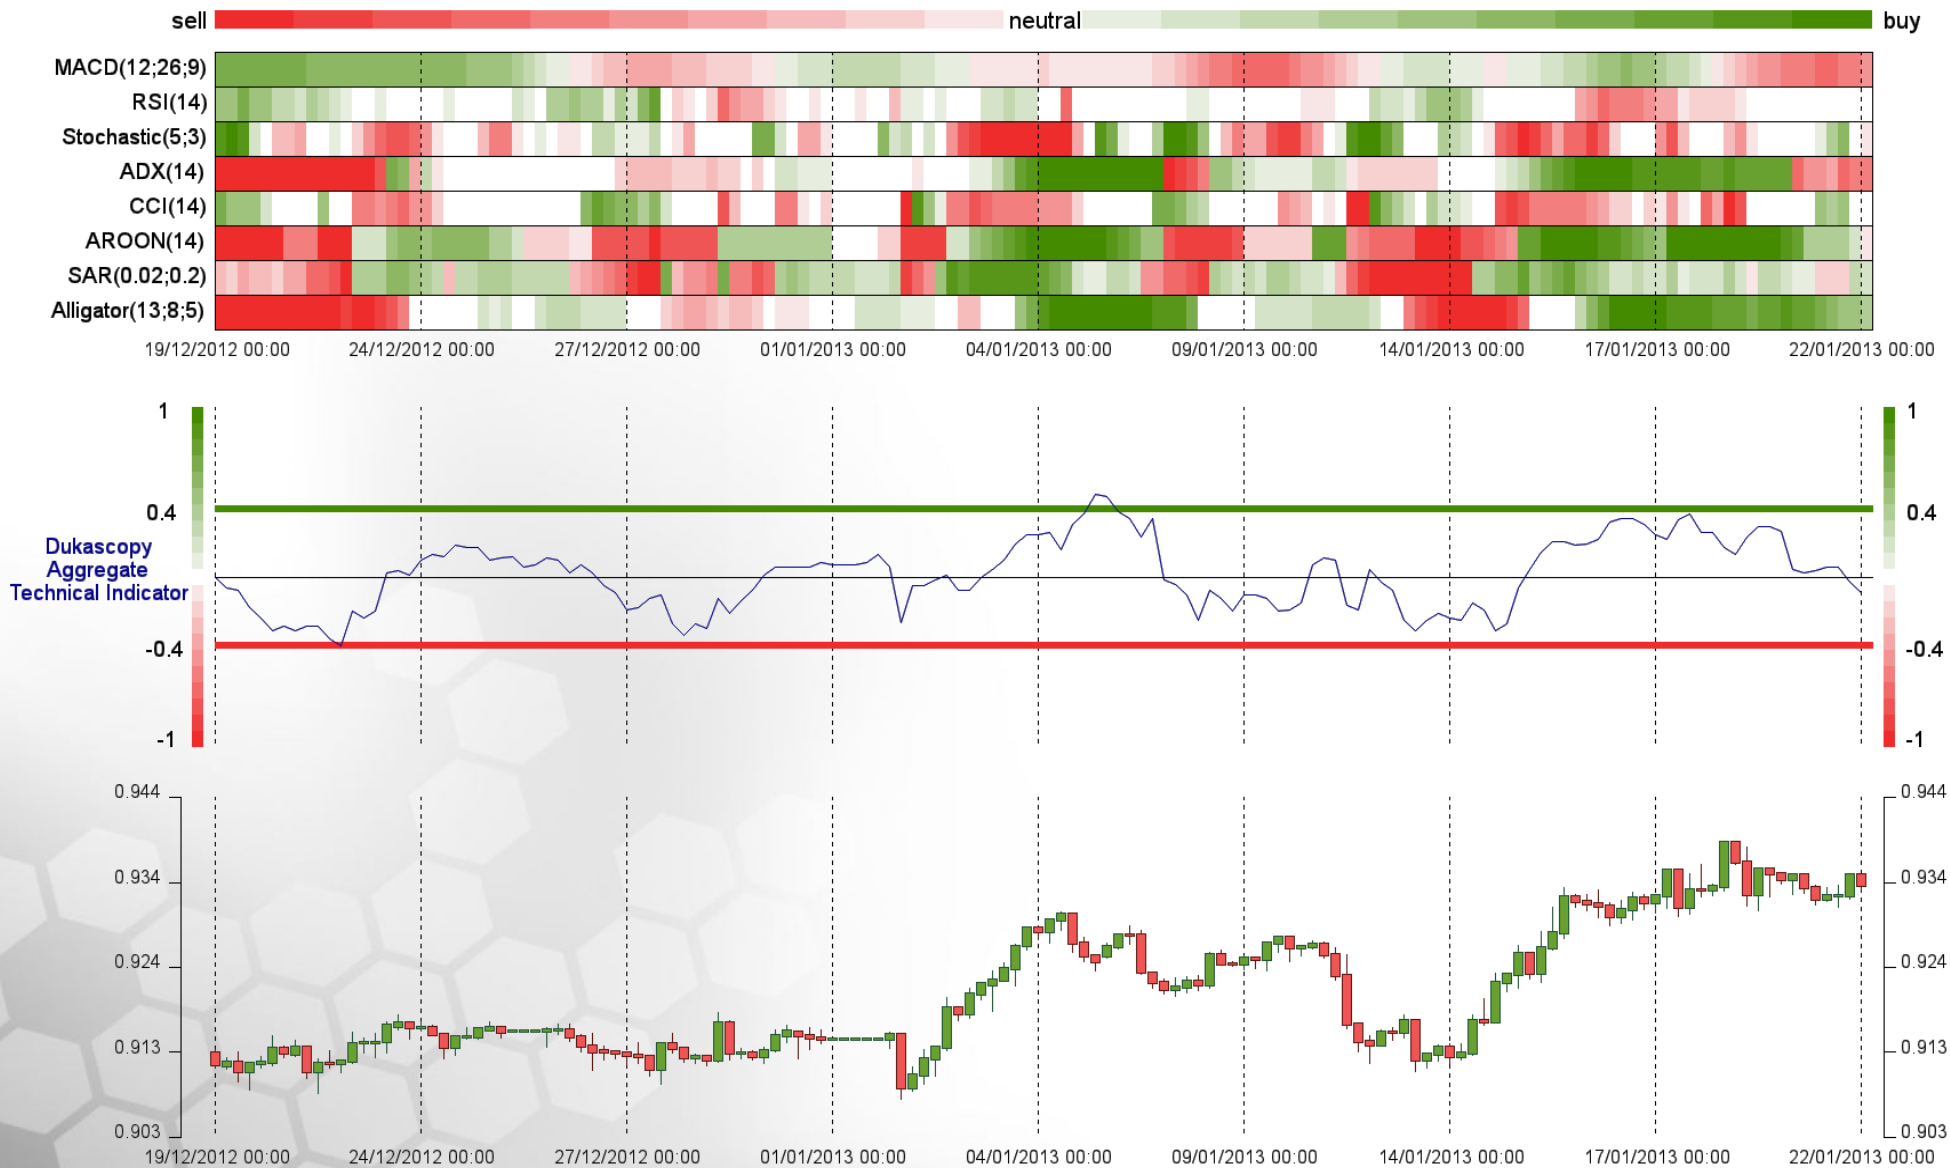 sell neutral buy
MACD(12;26;9)
RSI(14)
Stochastic(5;3)
ADX(14)
CCI(14)
AROON(14)
SAR(0.02;0.2)
Alligator(13;8;5)
19/12/2012 00:00 24/12/2012 00:00 27/12/2012 00:00 01/01/2013 00:00 04/01/2013 00:00 09/01/2013 00:00 14/01/2013 00:00 17/01/2013 00:00 22/01/2013 00:00
1 1
0.4 0.4
Dukascopy
Aggregate
Technical Indicator
-0.4 -0.4
-1 -1
0.944 0.944
0.934 0.934
0.924 0.924
0.913 0.913
0.903 0.903
19/12/2012 00:00 24/12/2012 00:00 27/12/2012 00:00 01/01/2013 00:00 04/01/2013 00:00 09/01/2013 00:00 14/01/2013 00:00 17/01/2013 00:00 22/01/2013 00:00